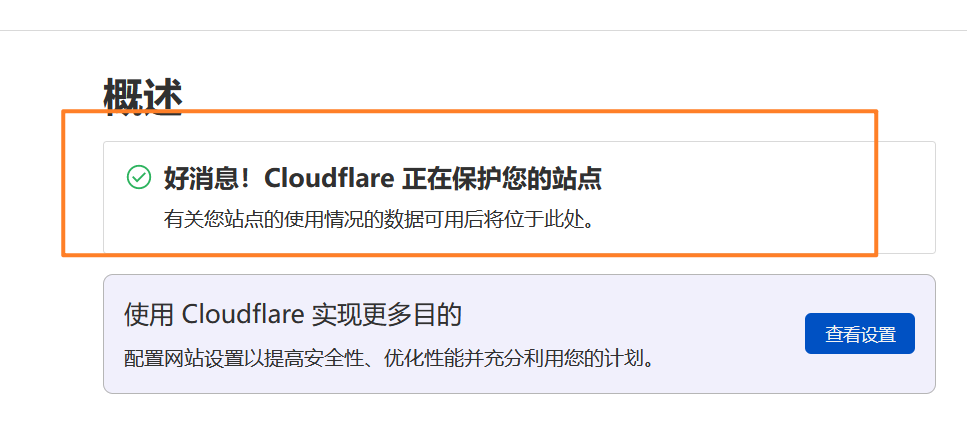 概述
好消息！Cloudflare 正在保护您的站点
有关您站点的使用情况的数据可用后将位于此处。
使用 Cloudflare 实现更多目的
配置网站设置以提高安全性、优化性能并充分利用您的计划。
查看设置